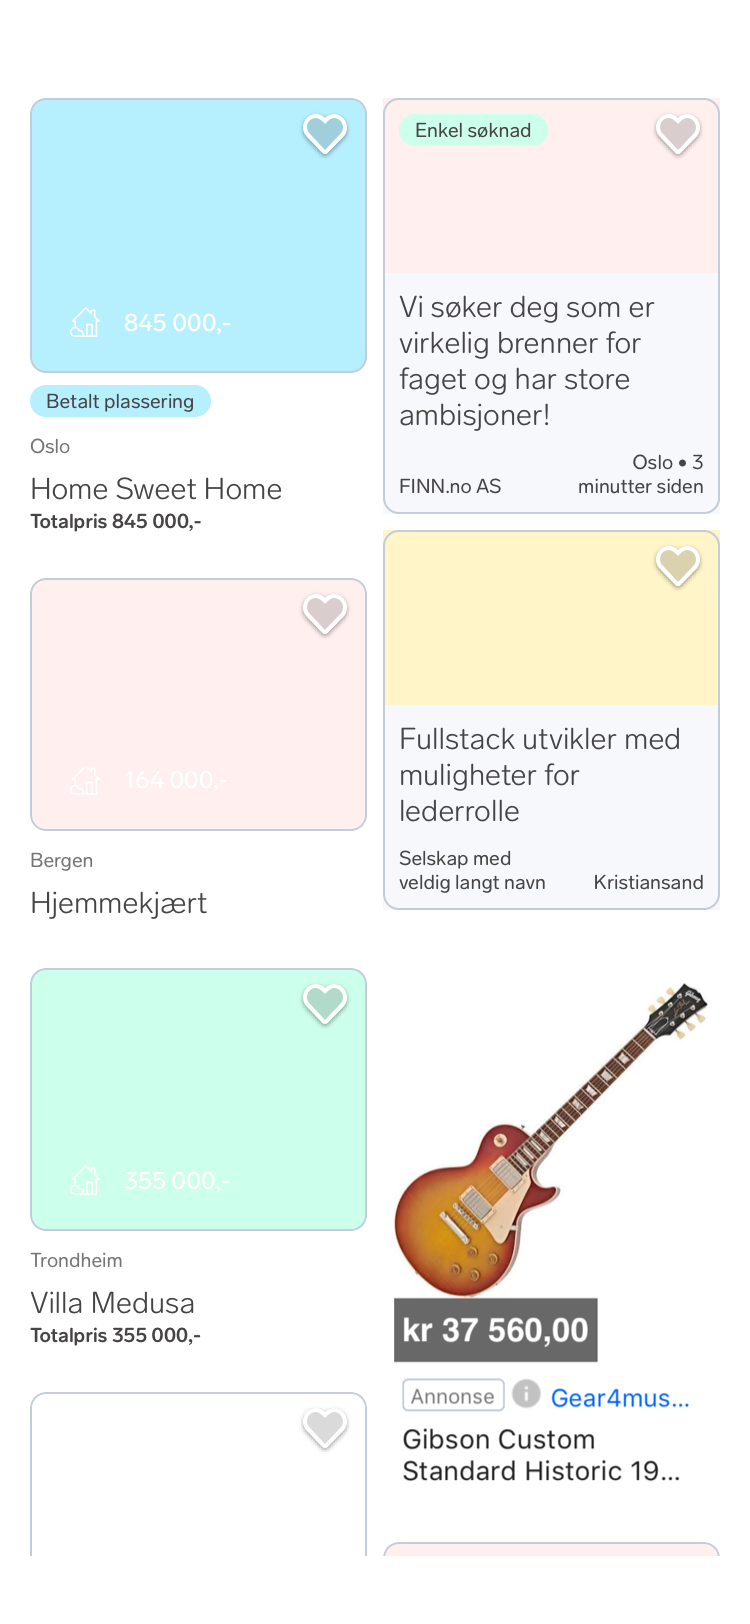 845 000,-
Betalt plassering
Oslo
Home Sweet Home
Totalpris 845 000,-
164 000,-
Bergen
Hjemmekjært
355 000,-
Trondheim
Villa Medusa
Totalpris 355 000,-
Enkel søknad
Vi søker deg som er
virkelig brenner for
faget og har store
ambisjoner!
Oslo • 3
FINN.no AS minutter siden
Fullstack utvikler med
muligheter for
lederrolle
Selskap med
veldig langt navn Kristiansand
Gibson
kr 37 560,00
Annonse Gear4mus...
Gibson Custom
Standard Historic 19...